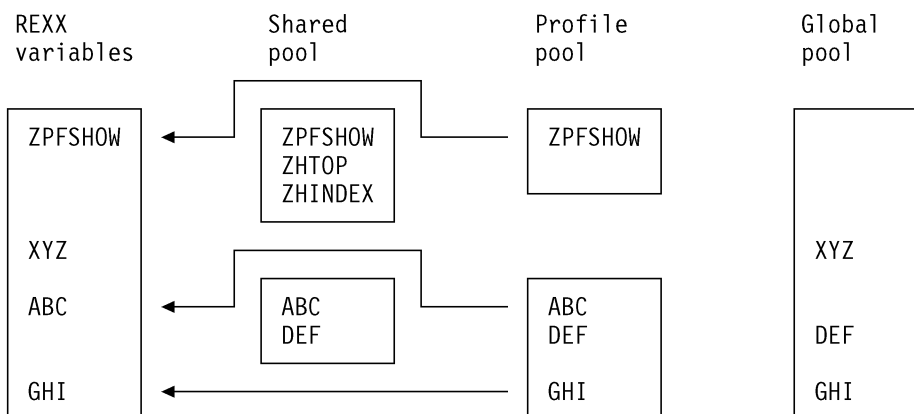 REXX variables
Shared pool
Profile pool
Global pool
ZPFSHOW
XYZ
ABC
GHI
ZPFSHOW
ZHTOP
ZHINDEX
ABC
DEF
ZPFSHOW
ABC
DEF
GHI
XYZ
DEF
GHI